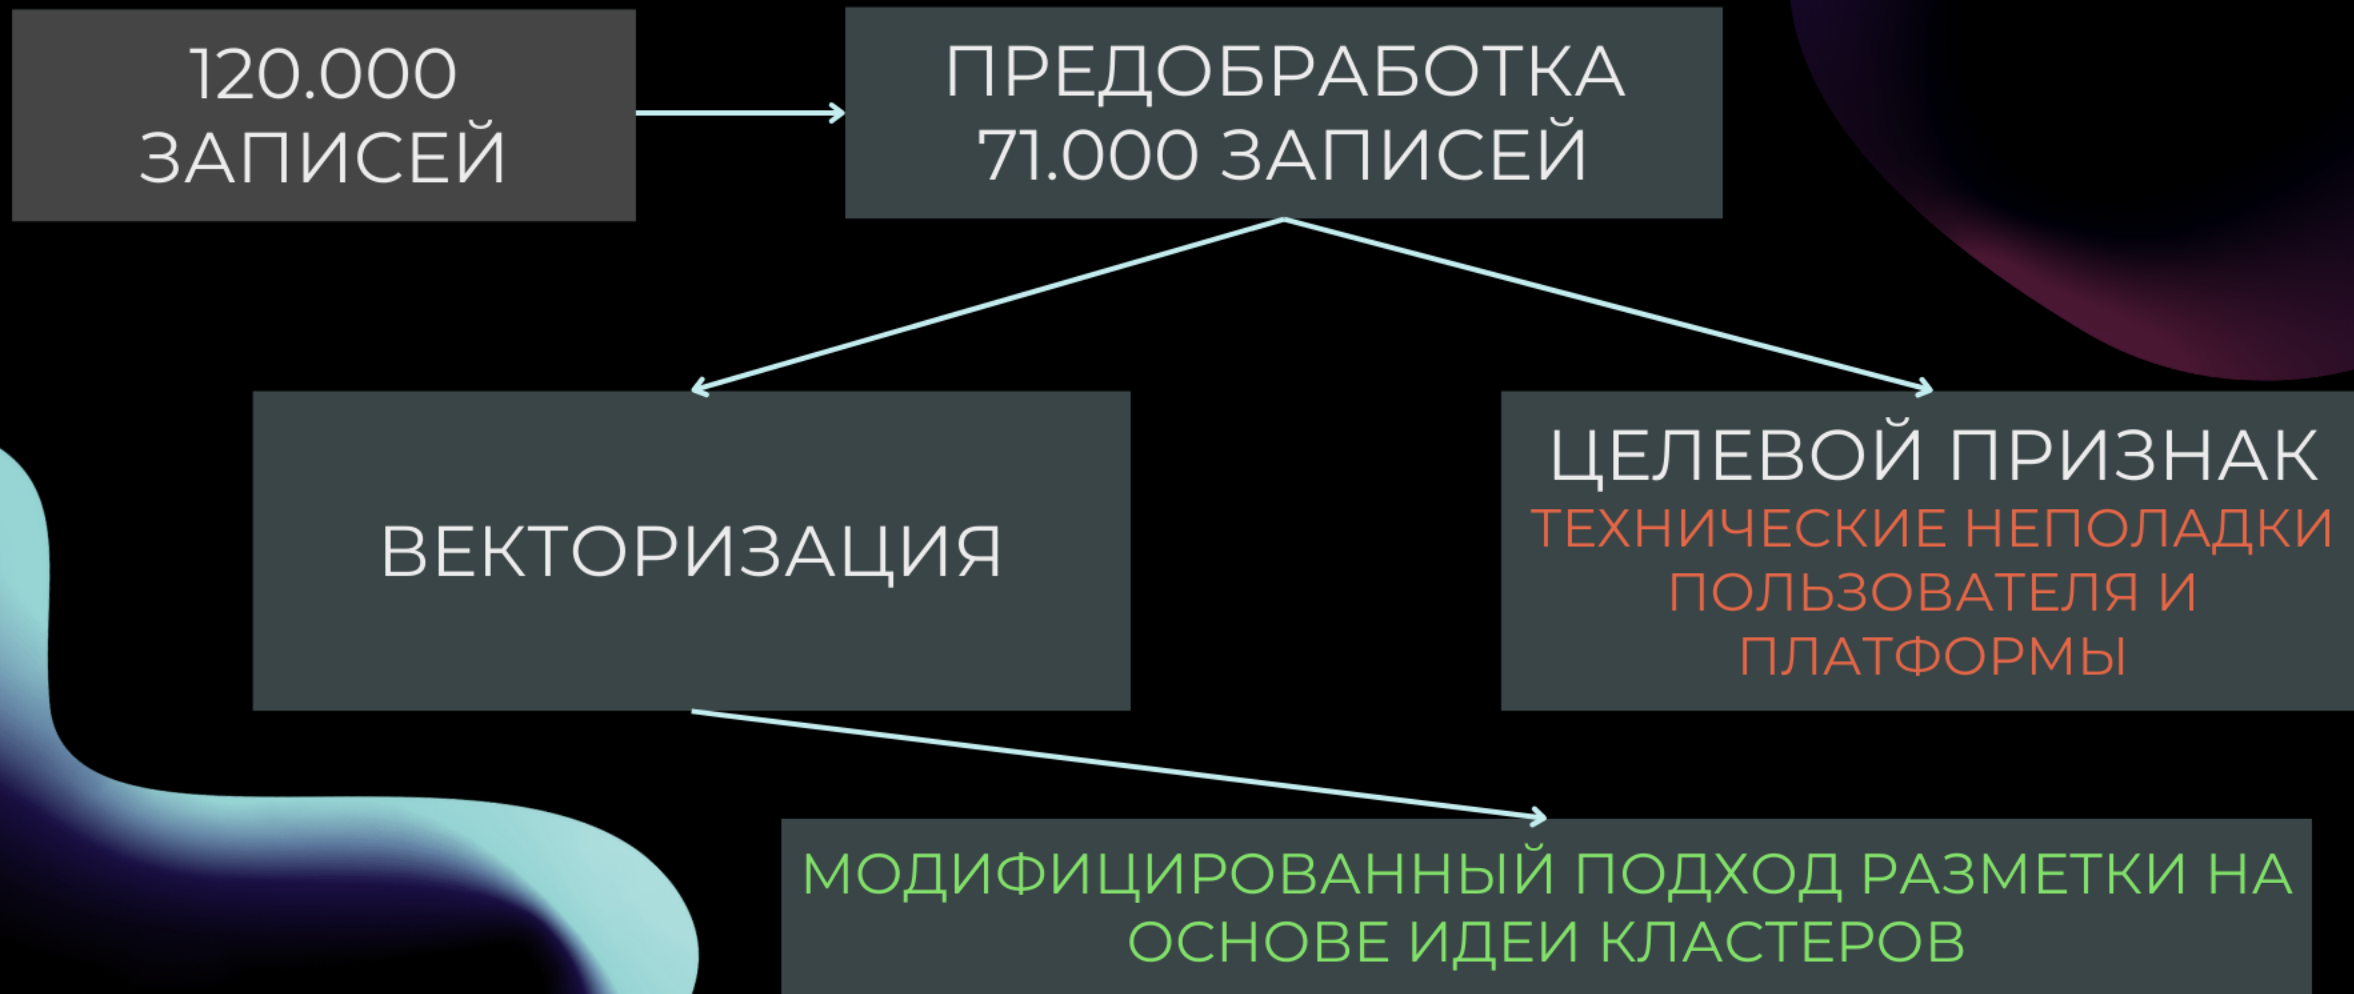 120.000
ЗАПИСЕЙ
ПРЕДОБРАБОТКА
71.000 ЗАПИСЕЙ
ВЕКТОРИЗАЦИЯ
ЦЕЛЕВОЙ ПРИЗНАК
ТЕХНИЧЕСКИЕ НЕПОЛАДКИ
ПОЛЬЗОВАТЕЛЯ И
ПЛАТФОРМЫ
МОДИФИЦИРОВАННЫЙ ПОДХОД РАЗМЕТКИ НА
ОСНОВЕ ИДЕИ КЛАСТЕРОВ